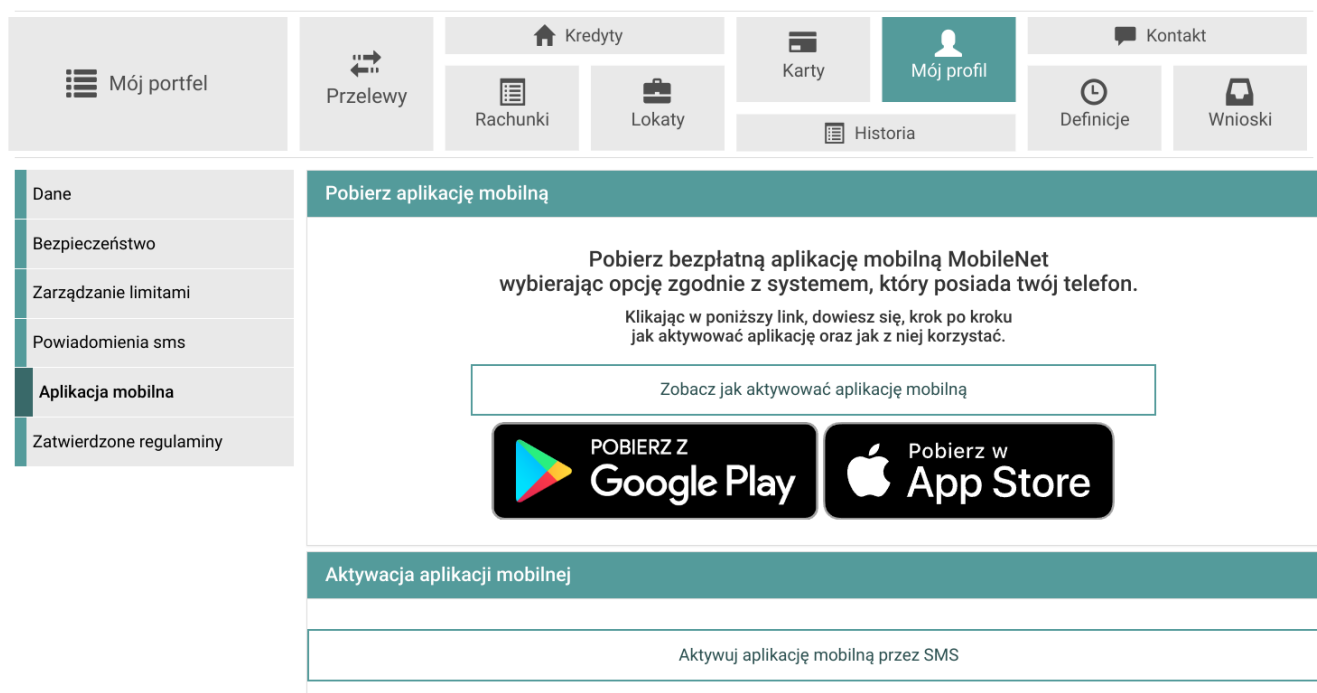 Mój portfel
Przelewy
Kredyty
Rachunki
Lokaty
Karty
Mój profil
Historia
Kontakt
Definicje
Wnioski
Dane
Bezpieczeństwo
Zarządzanie limitami
Powiadomienia sms
Aplikacja mobilna
Zatwierdzone regulaminy
Pobierz aplikację mobilną
Pobierz bezpłatną aplikację mobilną MobileNet
wybierając opcję zgodnie z systemem, który posiada twój telefon.
Klikając w poniższy link, dowiesz się, krok po kroku
jak aktywować aplikację oraz jak z niej korzystać.
Zobacz jak aktywować aplikację mobilną
POBIERZ Z
Google Play
Pobierz w
App Store
Aktywacja aplikacji mobilnej
Aktywuj aplikację mobilną przez SMS